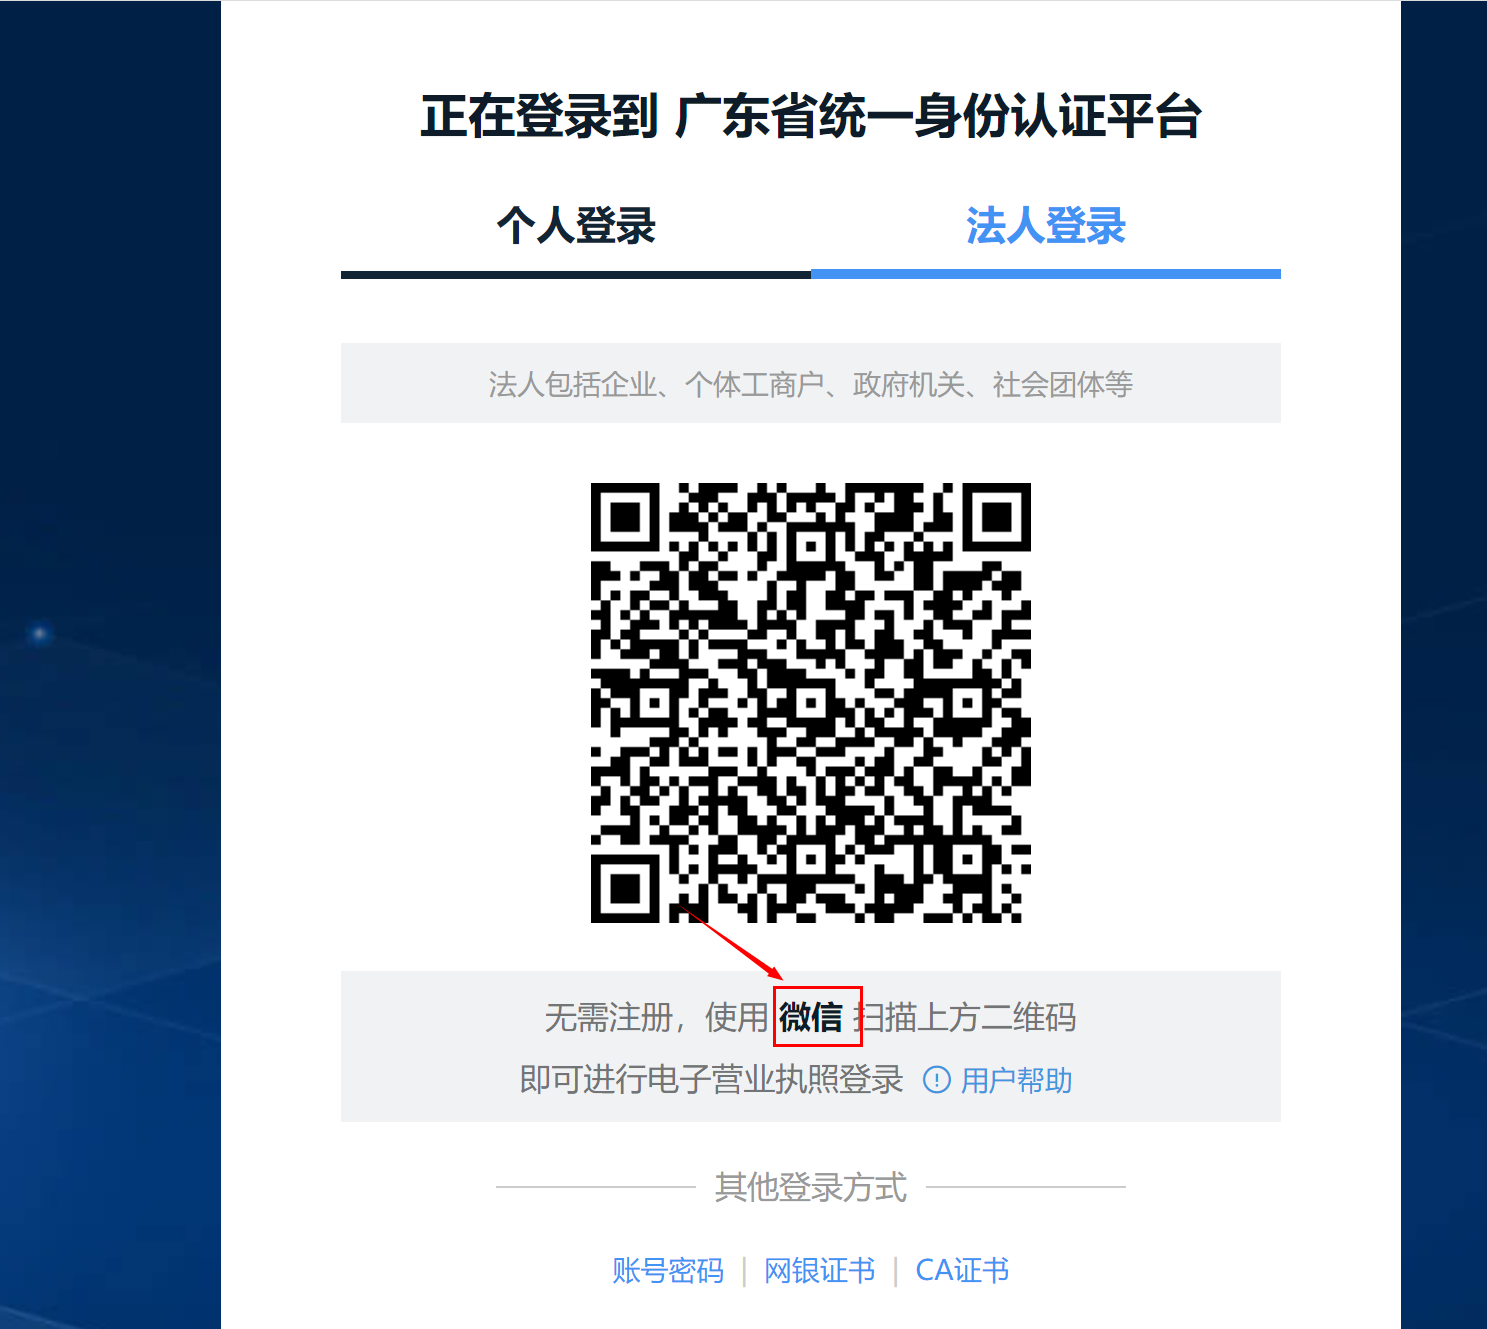 正在登录到 广东省统一身份认证平台
个人登录
法人登录
法人包括企业、个体工商户、政府机关、社会团体等
无需注册，使用 微信 扫描上方二维码
即可进行电子营业执照登录 用户帮助
其他登录方式
账号密码 | 网银证书 | CA证书